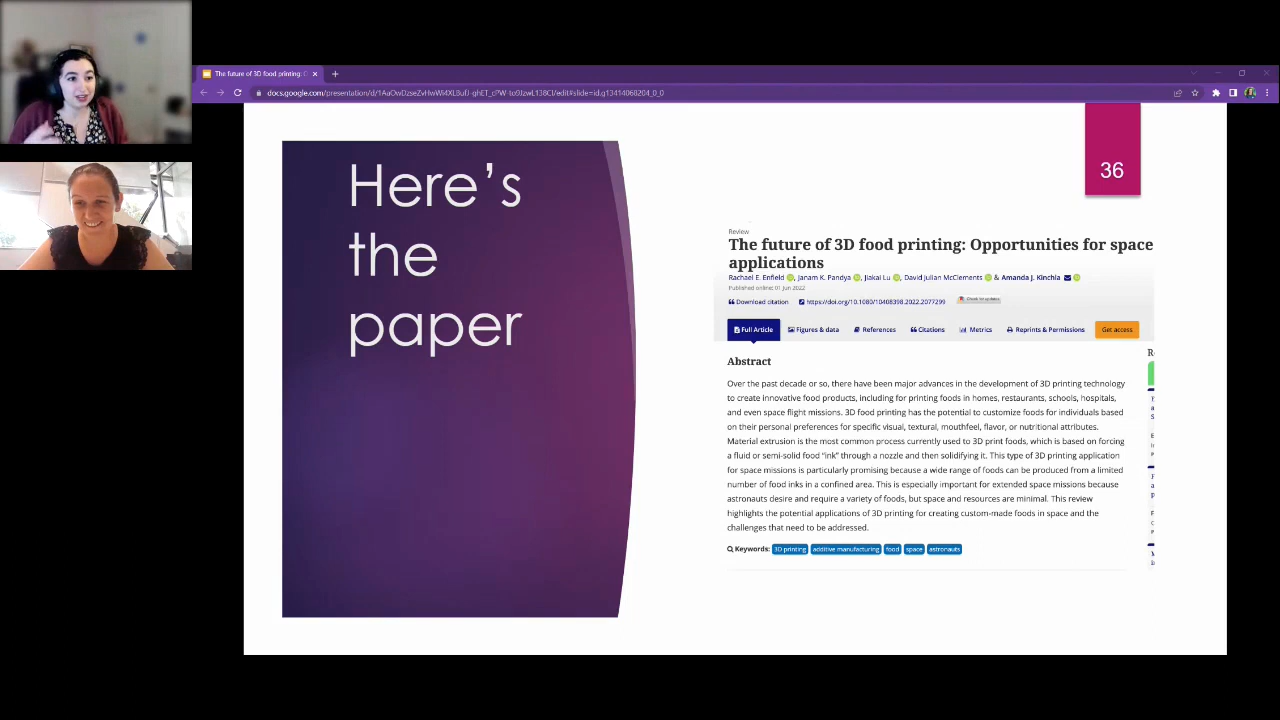 The future of 3D food printing: O
docs.google.com/presentation/d/1AaOwDzseZvHwWi4XL8ufJ-ghET_cPW-to9JzwL138CI/edit#slide=id.g13414068204_0_0
36
Here's
the
paper
Review
The future of 3D food printing: Opportunities for space
applications
Rachael E. Enfield, Janam K. Pandya, Jiakai Lu, David Julian McClements & Amanda J. Kinchla
Published online: 01 Jun 2022
Download citation https://doi.org/10.1080/10408398.2022.2077299 Check for updates
Full Article Figures & data References Citations Metrics Reprints & Permissions Get access
Abstract
Over the past decade or so, there have been major advances in the development of 3D printing technology
to create innovative food products, including for printing foods in homes, restaurants, schools, hospitals,
and even space flight missions. 3D food printing has the potential to customize foods for individuals based
on their personal preferences for specific visual, textural, mouthfeel, flavor, or nutritional attributes.
Material extrusion is the most common process currently used to 3D print foods, which is based on forcing
a fluid or semi-solid food “ink” through a nozzle and then solidifying it. This type of 3D printing application
for space missions is particularly promising because a wide range of foods can be produced from a limited
number of food inks in a confined area. This is especially important for extended space missions because
astronauts desire and require a variety of foods, but space and resources are minimal. This review
highlights the potential applications of 3D printing for creating custom-made foods in space and the
challenges that need to be addressed.
Keywords: 3D printing additive manufacturing food space astronauts